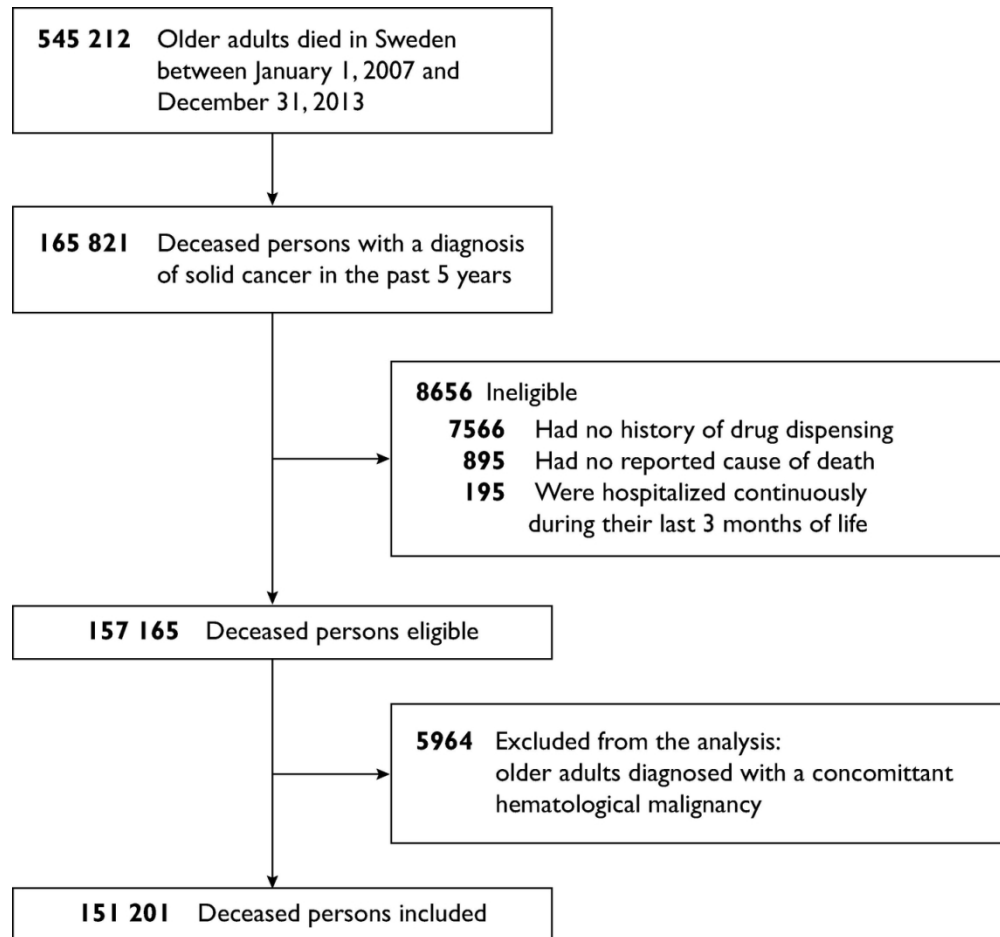 545 212 Older adults died in Sweden
between January 1, 2007 and
December 31, 2013
165 821 Deceased persons with a diagnosis
of solid cancer in the past 5 years
8656 Ineligible
7566 Had no history of drug dispensing
895 Had no reported cause of death
195 Were hospitalized continuously
during their last 3 months of life
157 165 Deceased persons eligible
5964 Excluded from the analysis:
older adults diagnosed with a concomittant
hematological malignancy
151 201 Deceased persons included